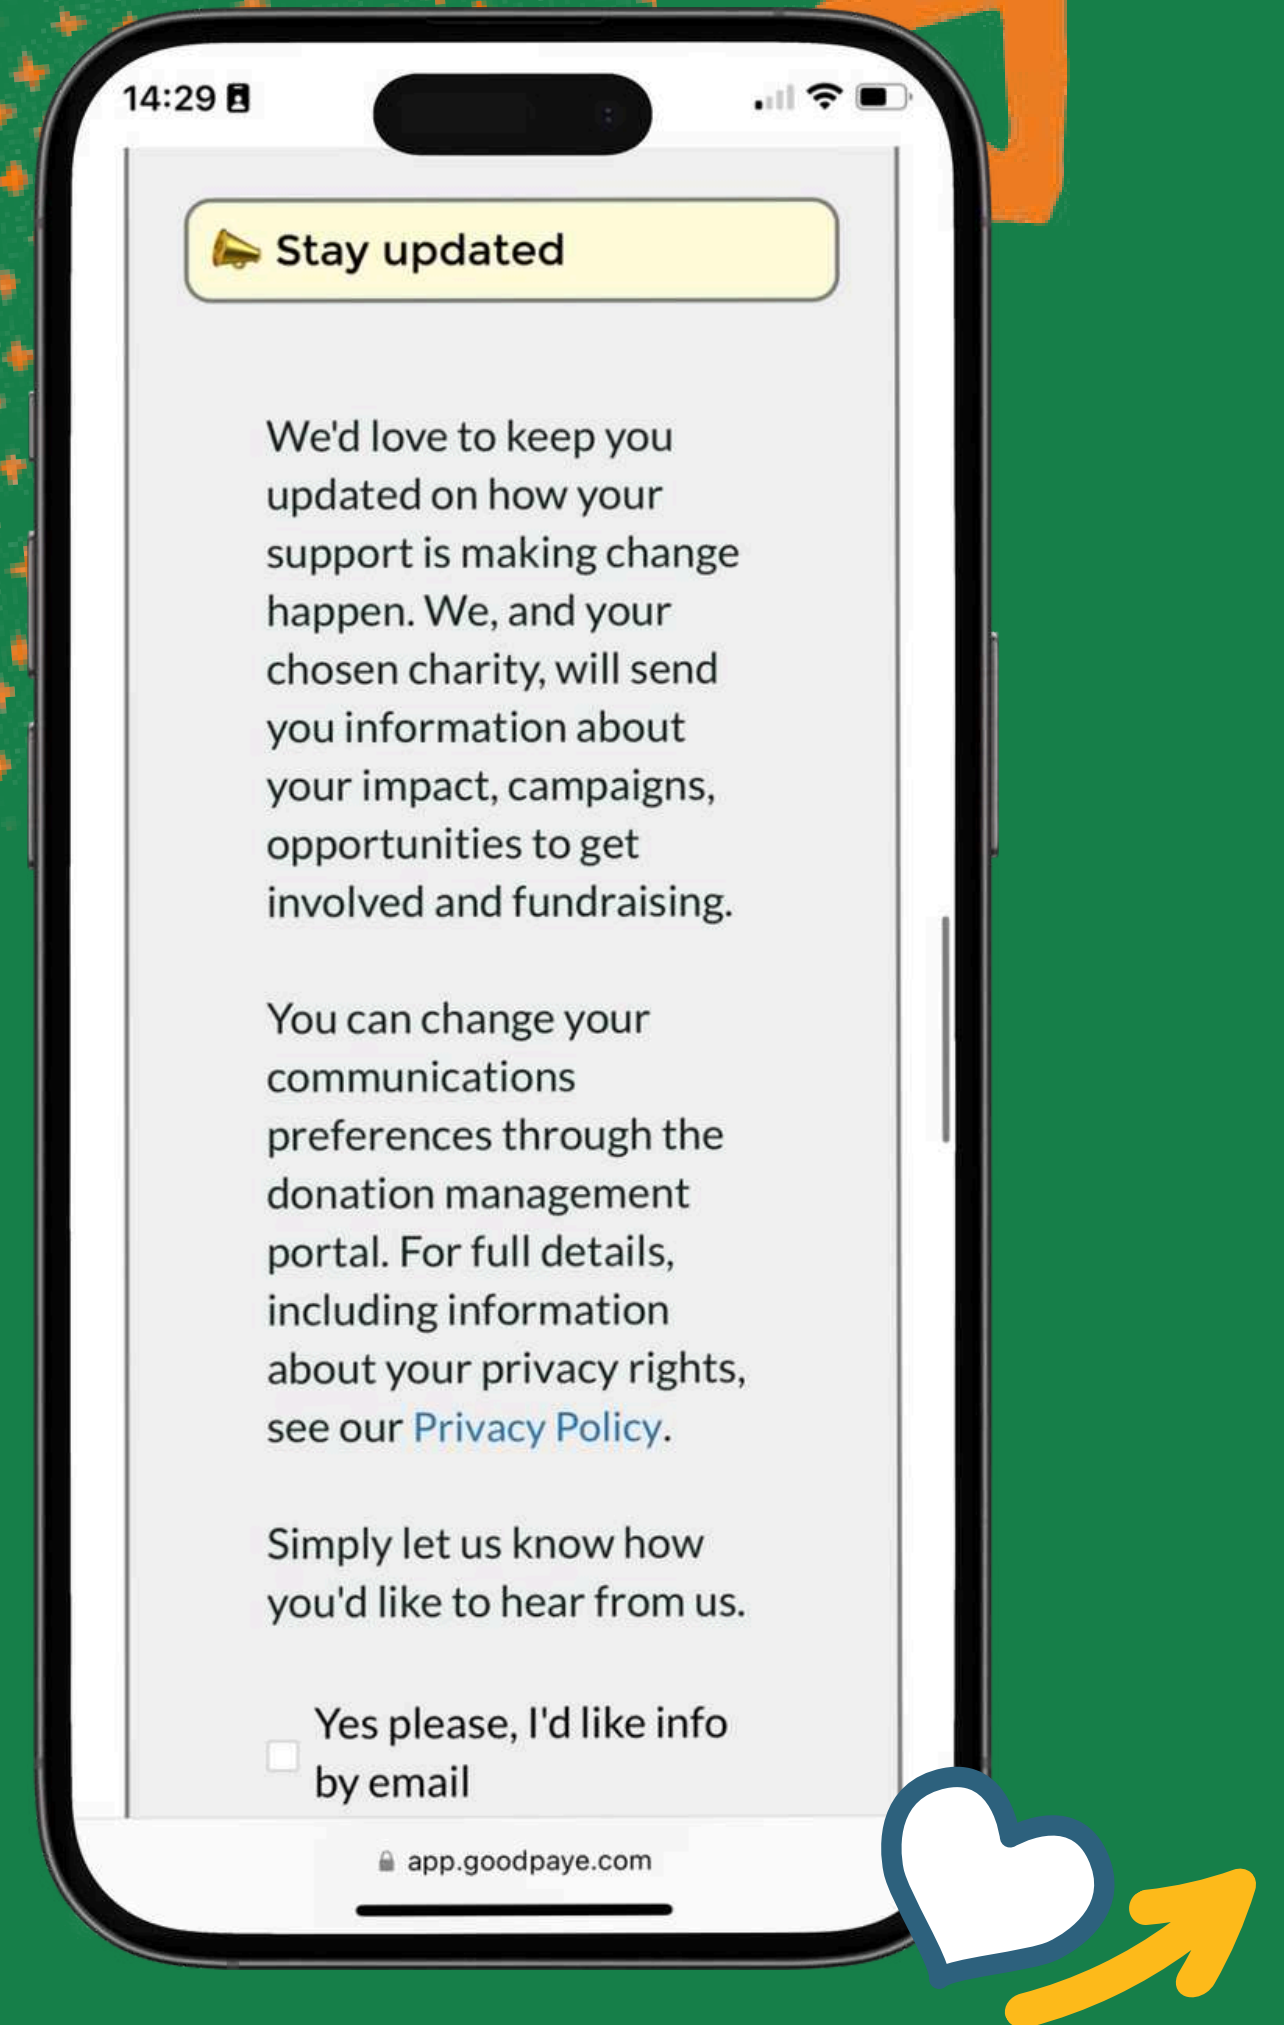 14:29
Stay updated
We'd love to keep you
updated on how your
support is making change
happen. We, and your
chosen charity, will send
you information about
your impact, campaigns,
opportunities to get
involved and fundraising.
You can change your
communications
preferences through the
donation management
portal. For full details,
including information
about your privacy rights,
see our Privacy Policy.
Simply let us know how
you'd like to hear from us.
Yes please, I'd like info
by email
app.goodpaye.com